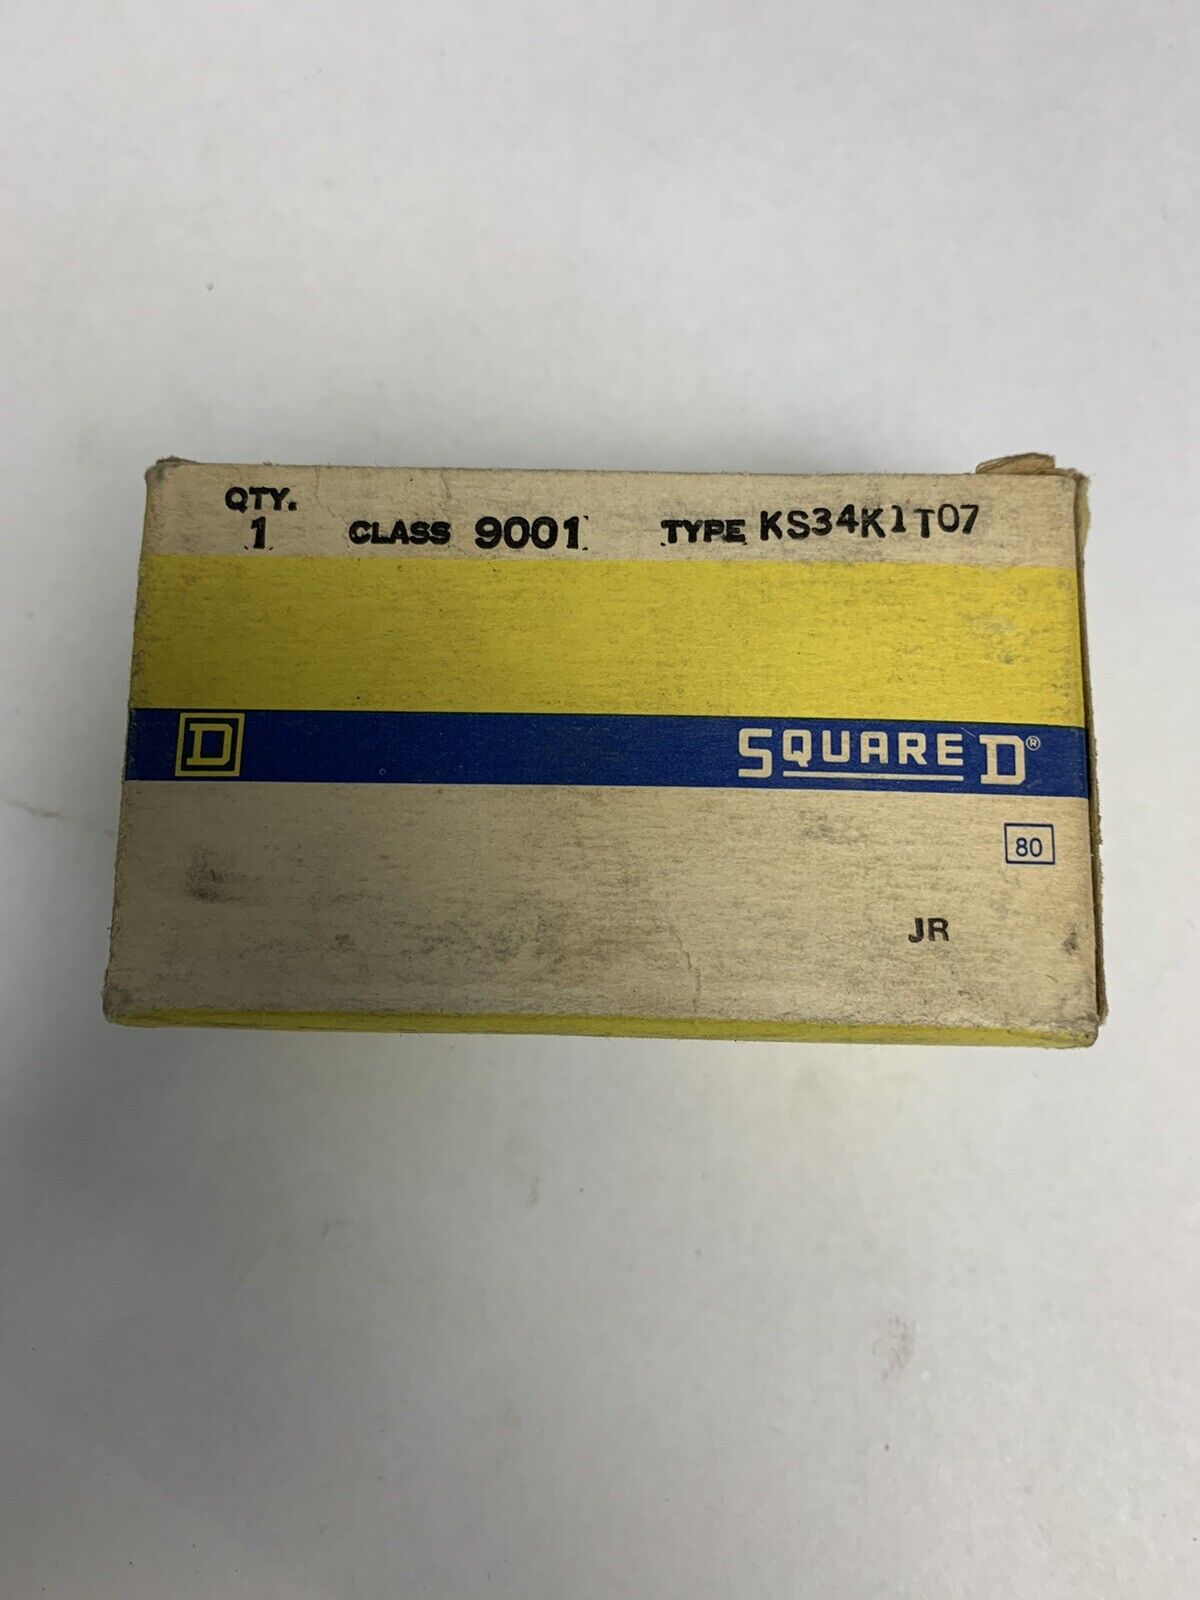 QTY.
1 CLASS 9001 TYPE KS34K1T07
D SQUARE D®
80
JR